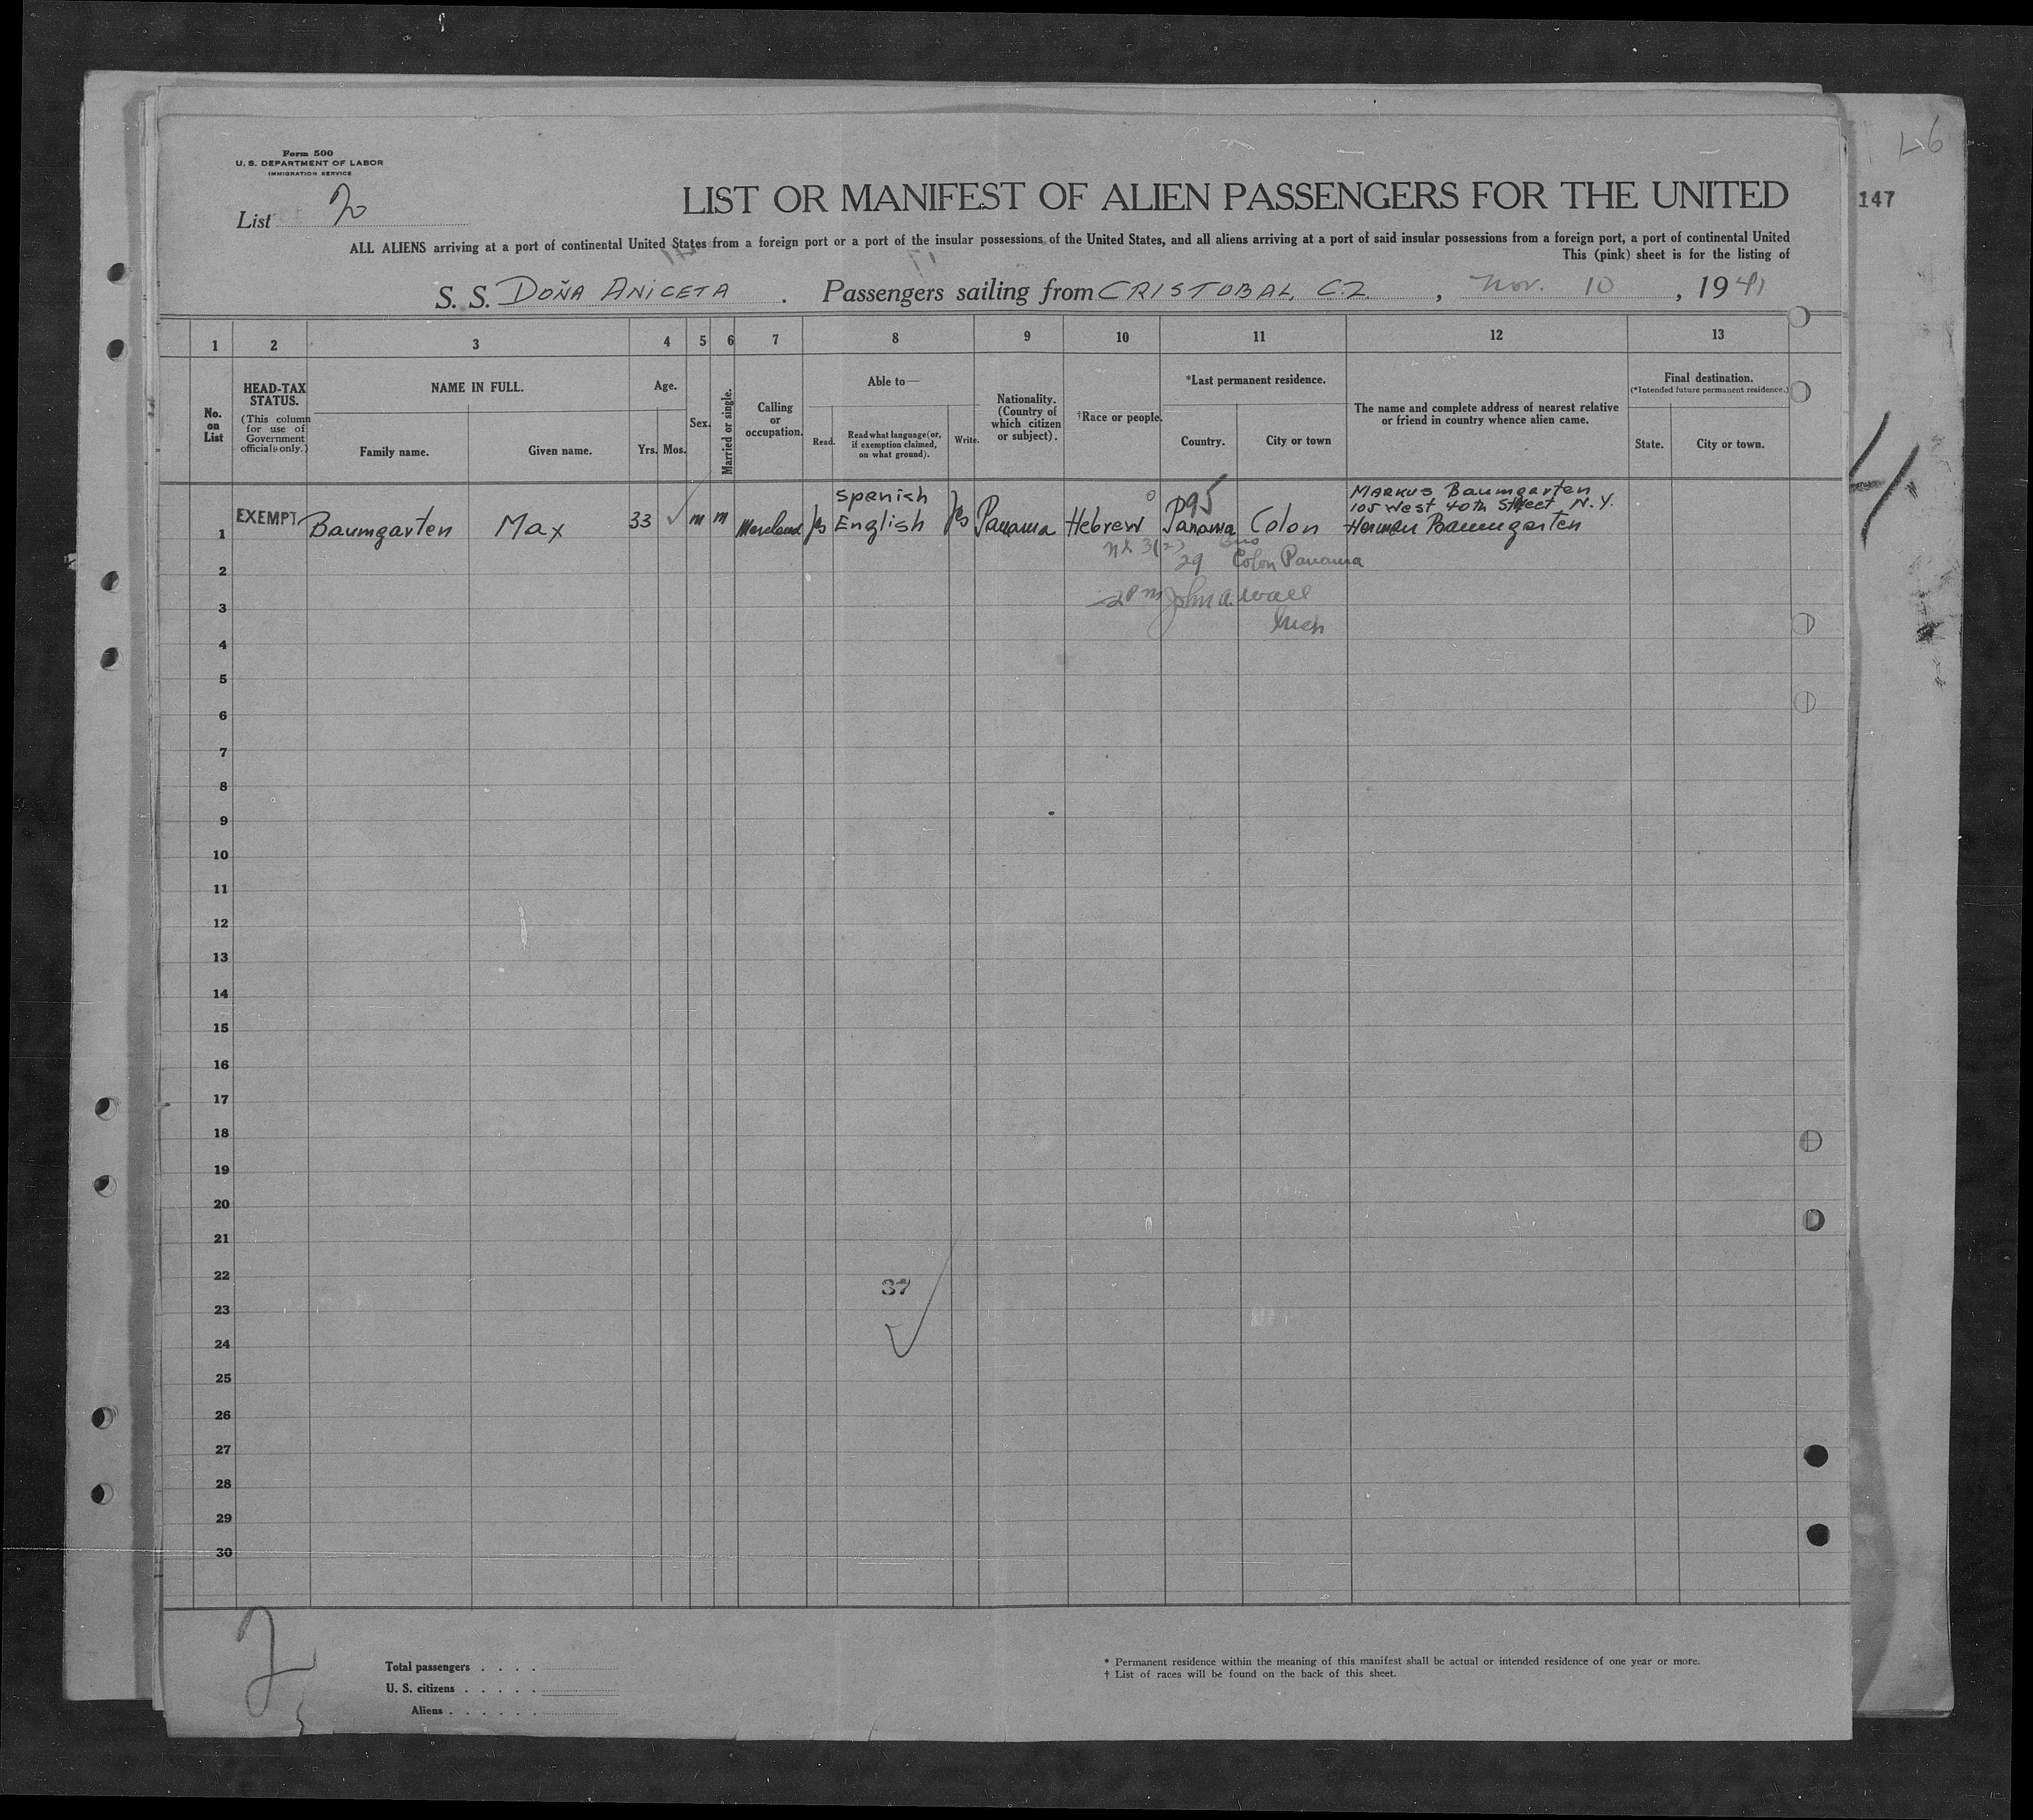 Form 500
U. S. DEPARTMENT OF LABOR
IMMIGRATION SERVICE
List
147
LIST OR MANIFEST OF ALIEN PASSENGERS FOR THE UNITED
ALL ALIENS arriving at a port of continental United States from a foreign port or a port of the insular possessions of the United States, and all aliens arriving at a port of said insular possessions from a foreign port, a port of continental United
This (pink) sheet is for the listing of
S. S. DOÑA ANICETA . Passengers sailing from CRISTOBAL, C.Z. , Nov. 10 , 1941
1 2 3 4 5 6 7 8 9 10 11 12 13
No. on List
HEAD-TAX STATUS.
(This column for use of Government officials only.)
NAME IN FULL.
Family name. Given name.
Age.
Yrs. Mos.
Sex.
Married or single.
Calling or occupation.
Able to—
Read. Read what language (or, if exemption claimed, on what ground). Write.
Nationality. (Country of which citizen or subject).
†Race or people.
*Last permanent residence.
Country. City or town
The name and complete address of nearest relative or friend in country whence alien came.
Final destination.
(*Intended future permanent residence.)
State. City or town.
1 EXEMPT Baumgarten Max 33 m m yes Spanish English yes Panama Hebrew Panama Colon
95
MARKUS Baumgarten
105 West 40th Street N.Y.
Herman Baumgarten
3(2) 29 Colon Panama
John A. Wall
2
3
4
5
6
7
8
9
10
11
12
13
14
15
16
17
18
19
20
21
22
37
23
24
25
26
27
28
29
30
Total passengers . . . .
U. S. citizens . . . . .
Aliens . . . . . .
* Permanent residence within the meaning of this manifest shall be actual or intended residence of one year or more.
† List of races will be found on the back of this sheet.